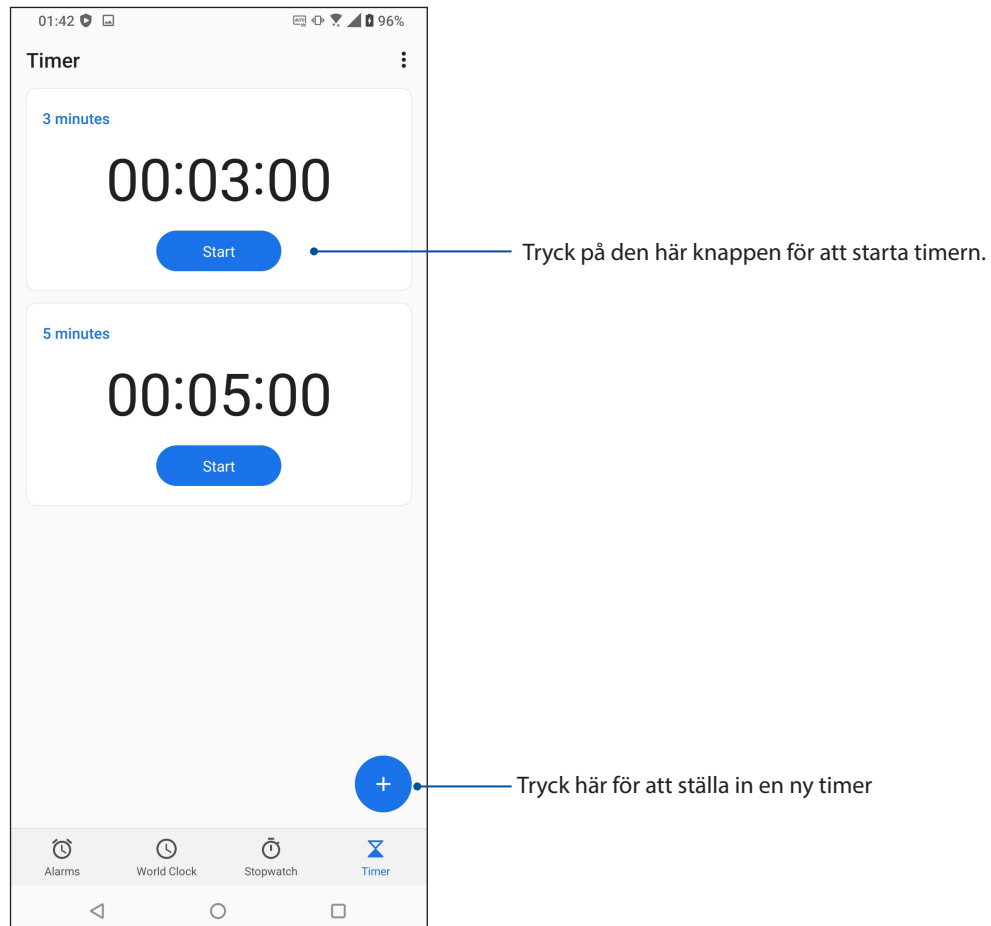 01:42 96%
Timer
3 minutes
00:03:00
Start
Tryck på den här knappen för att starta timern.
5 minutes
00:05:00
Start
+
Tryck här för att ställa in en ny timer
Alarms World Clock Stopwatch Timer